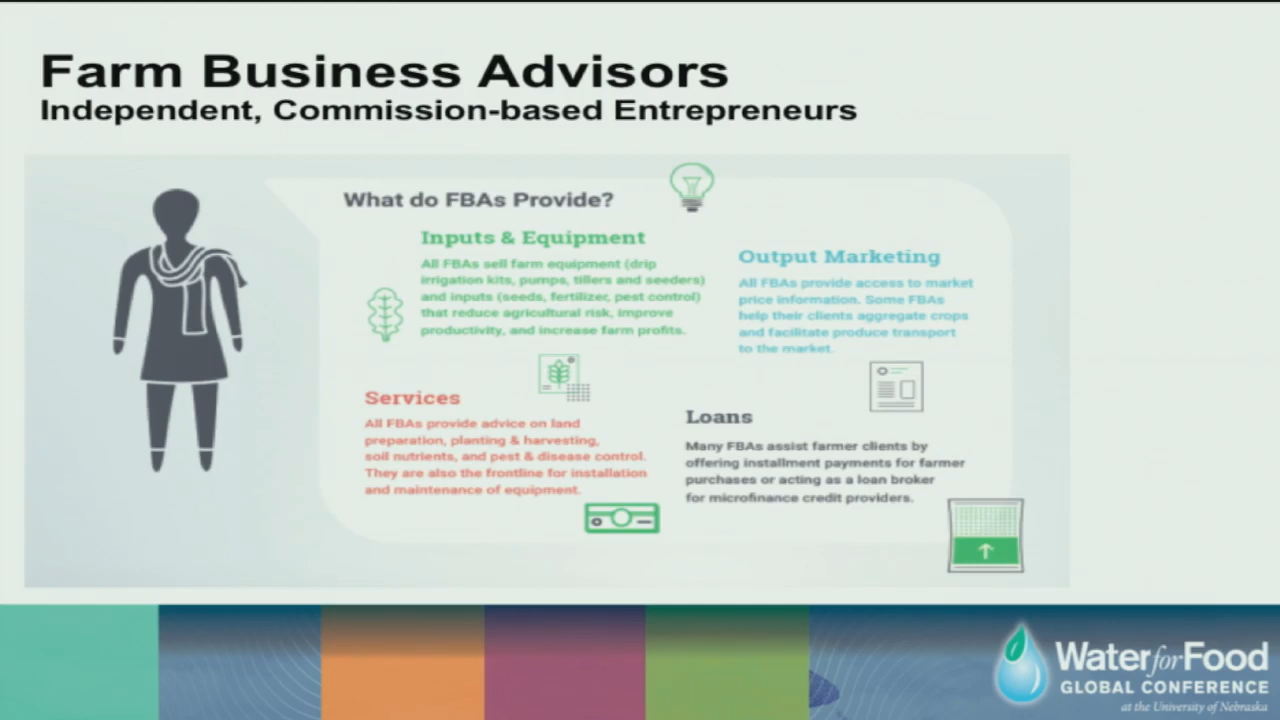 Farm Business Advisors
Independent, Commission-based Entrepreneurs
What do FBAs Provide?
Inputs & Equipment
All FBAs sell farm equipment (drip
irrigation kits, pumps, tillers and seeders)
and inputs (seeds, fertilizer, pest control)
that reduce agricultural risk, improve
productivity, and increase farm profits.
Output Marketing
All FBAs provide access to market
price information. Some FBAs
help their clients aggregate crops
and facilitate produce transport
to the market.
Services
All FBAs provide advice on land
preparation, planting & harvesting,
soil nutrients, and pest & disease control.
They are also the frontline for installation
and maintenance of equipment.
Loans
Many FBAs assist farmer clients by
offering installment payments for farmer
purchases or acting as a loan broker
for microfinance credit providers.
Water for Food
GLOBAL CONFERENCE
at the University of Nebraska